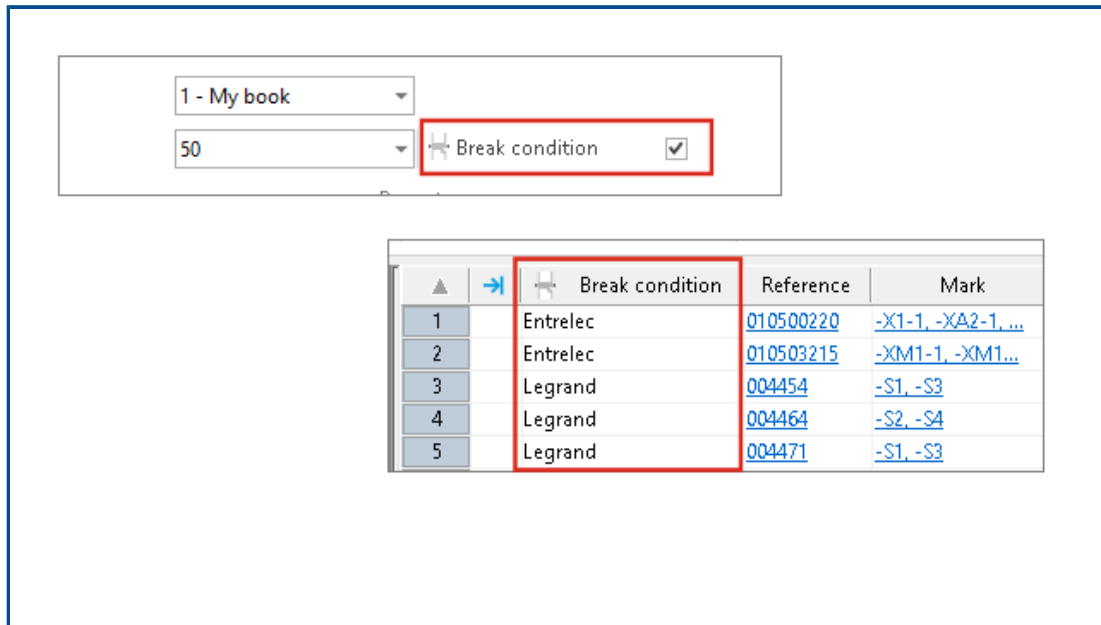 1 - My book
50 Break condition
Break condition Reference Mark
1 Entrelec 010500220 -X1-1, -XA2-1, ...
2 Entrelec 010503215 -XM1-1, -XM1...
3 Legrand 004454 -S1, -S3
4 Legrand 004464 -S2, -S4
5 Legrand 004471 -S1, -S3